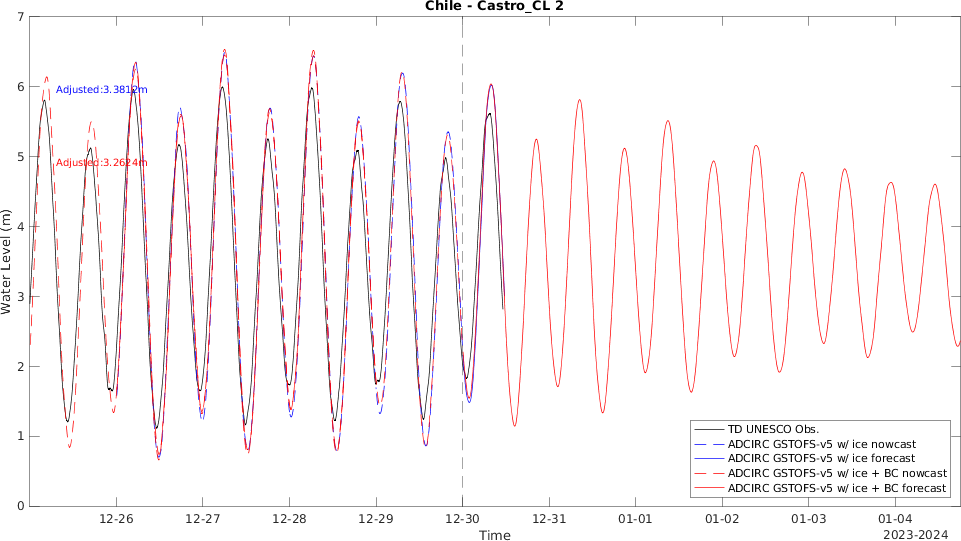 Chile - Castro_CL 2
7
6
5
4
3
2
1
0
Water Level (m)
Adjusted:3.3812m
Adjusted:3.2624m
TD UNESCO Obs.
ADCIRC GSTOFS-v5 w/ ice nowcast
ADCIRC GSTOFS-v5 w/ ice forecast
ADCIRC GSTOFS-v5 w/ ice + BC nowcast
ADCIRC GSTOFS-v5 w/ ice + BC forecast
12-26 12-27 12-28 12-29 12-30 12-31 01-01 01-02 01-03 01-04
Time
2023-2024